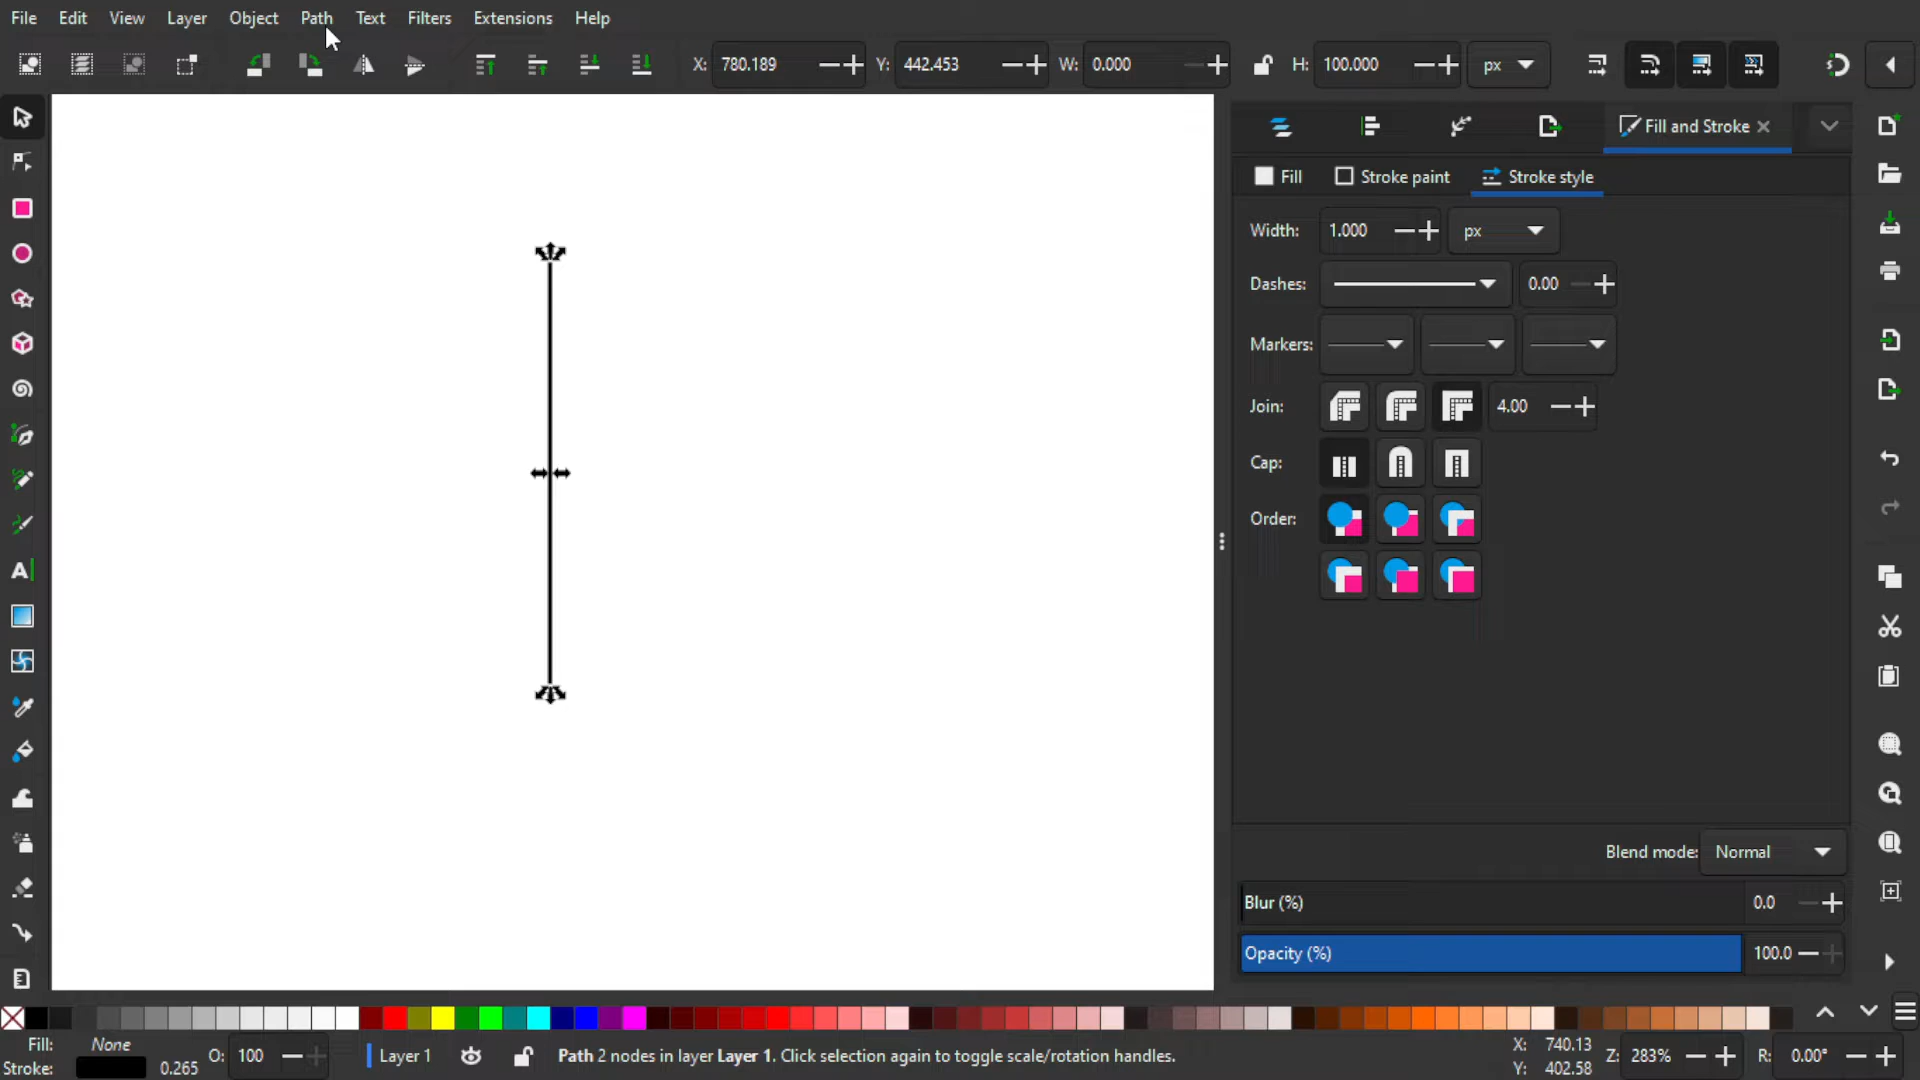 File Edit View Layer Object Path Text Filters Extensions Help
X: 780.189 Y: 442.453 W: 0.000 H: 100.000 px
Fill and Stroke
Fill Stroke paint Stroke style
Width: 1.000 px
Dashes: 0.00
Markers:
Join: 4.00
Cap:
Order:
Blend mode: Normal
Blur (%) 0.0
Opacity (%) 100.0
Fill: None
Stroke: 0.265
O: 100
Layer 1
Path 2 nodes in layer Layer 1. Click selection again to toggle scale/rotation handles.
X: 740.13
Y: 402.58
Z: 283%
R: 0.00°